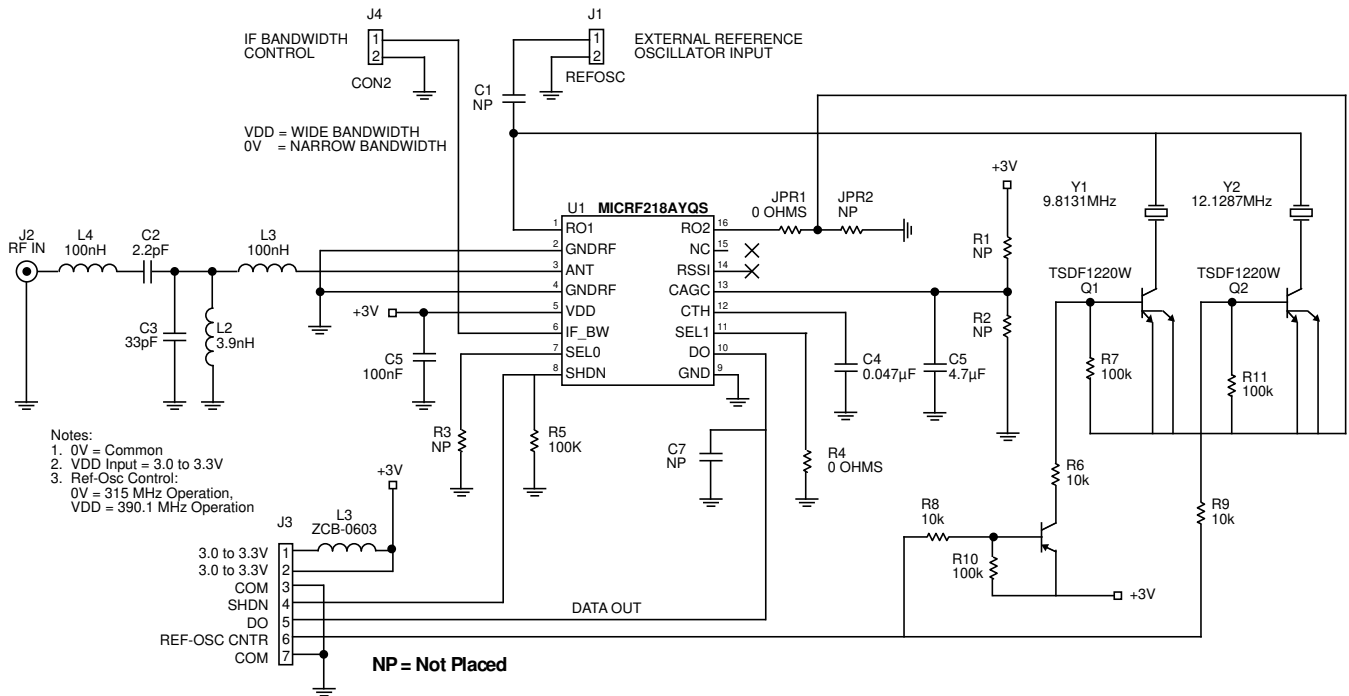 J4
J1
IF BANDWIDTH
CONTROL
1
2
CON2
1
2
REFOSC
EXTERNAL REFERENCE
OSCILLATOR INPUT
C1
NP
VDD = WIDE BANDWIDTH
0V = NARROW BANDWIDTH
+3V
Y1
9.8131MHz
Y2
12.1287MHz
JPR1
0 OHMS
JPR2
NP
U1 MICRF218AYQS
1 RO1
2 GNDRF
3 ANT
4 GNDRF
5 VDD
6 IF_BW
7 SEL0
8 SHDN
RO2 16
NC 15
RSSI 14
CAGC 13
CTH 12
SEL1 11
DO 10
GND 9
J2
RF IN
L4
100nH
C2
2.2pF
L3
100nH
R1
NP
R2
NP
TSDF1220W
Q1
TSDF1220W
Q2
C3
33pF
L2
3.9nH
+3V
C5
100nF
C4
0.047µF
C5
4.7µF
R7
100k
R11
100k
R3
NP
R5
100K
C7
NP
R4
0 OHMS
R6
10k
R9
10k
R8
10k
R10
100k
+3V
Notes:
1. 0V = Common
2. VDD Input = 3.0 to 3.3V
3. Ref-Osc Control:
0V = 315 MHz Operation,
VDD = 390.1 MHz Operation
+3V
J3
L3
ZCB-0603
3.0 to 3.3V 1
3.0 to 3.3V 2
COM 3
SHDN 4
DO 5
REF-OSC CNTR 6
COM 7
DATA OUT
NP = Not Placed